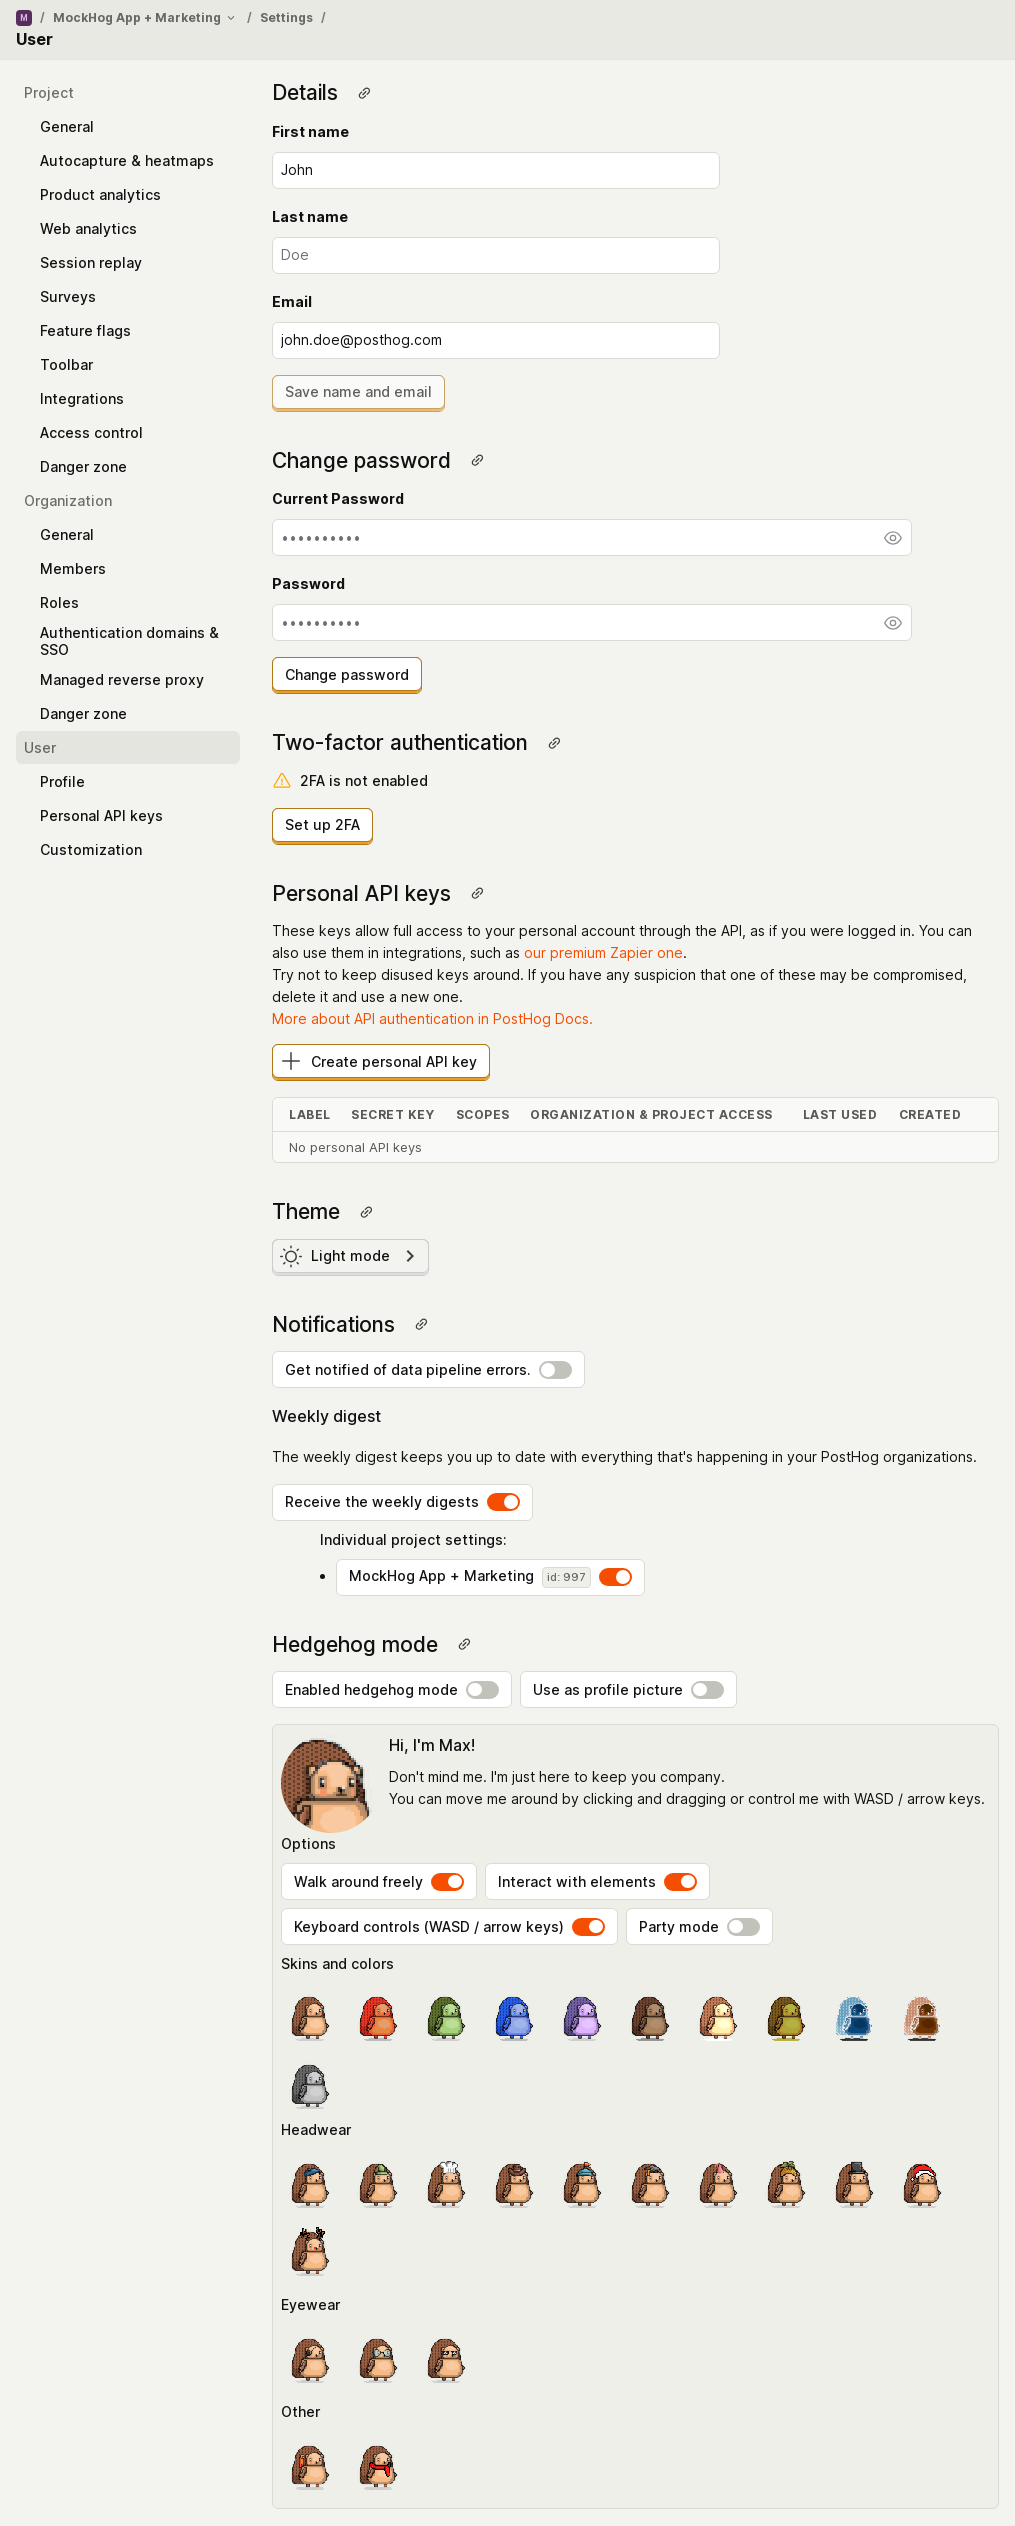 M / MockHog App + Marketing / Settings /
User
Project
General
Autocapture & heatmaps
Product analytics
Web analytics
Session replay
Surveys
Feature flags
Toolbar
Integrations
Access control
Danger zone
Organization
General
Members
Roles
Authentication domains &
SSO
Managed reverse proxy
Danger zone
User
Profile
Personal API keys
Customization
Details
First name
John
Last name
Doe
Email
john.doe@posthog.com
Save name and email
Change password
Current Password
••••••••••
Password
••••••••••
Change password
Two-factor authentication
2FA is not enabled
Set up 2FA
Personal API keys
These keys allow full access to your personal account through the API, as if you were logged in. You can
also use them in integrations, such as our premium Zapier one.
Try not to keep disused keys around. If you have any suspicion that one of these may be compromised,
delete it and use a new one.
More about API authentication in PostHog Docs.
Create personal API key
LABEL SECRET KEY SCOPES ORGANIZATION & PROJECT ACCESS LAST USED CREATED
No personal API keys
Theme
Light mode
Notifications
Get notified of data pipeline errors.
Weekly digest
The weekly digest keeps you up to date with everything that's happening in your PostHog organizations.
Receive the weekly digests
Individual project settings:
• MockHog App + Marketing id: 997
Hedgehog mode
Enabled hedgehog mode Use as profile picture
Hi, I'm Max!
Don't mind me. I'm just here to keep you company.
You can move me around by clicking and dragging or control me with WASD / arrow keys.
Options
Walk around freely Interact with elements
Keyboard controls (WASD / arrow keys) Party mode
Skins and colors
Headwear
Eyewear
Other